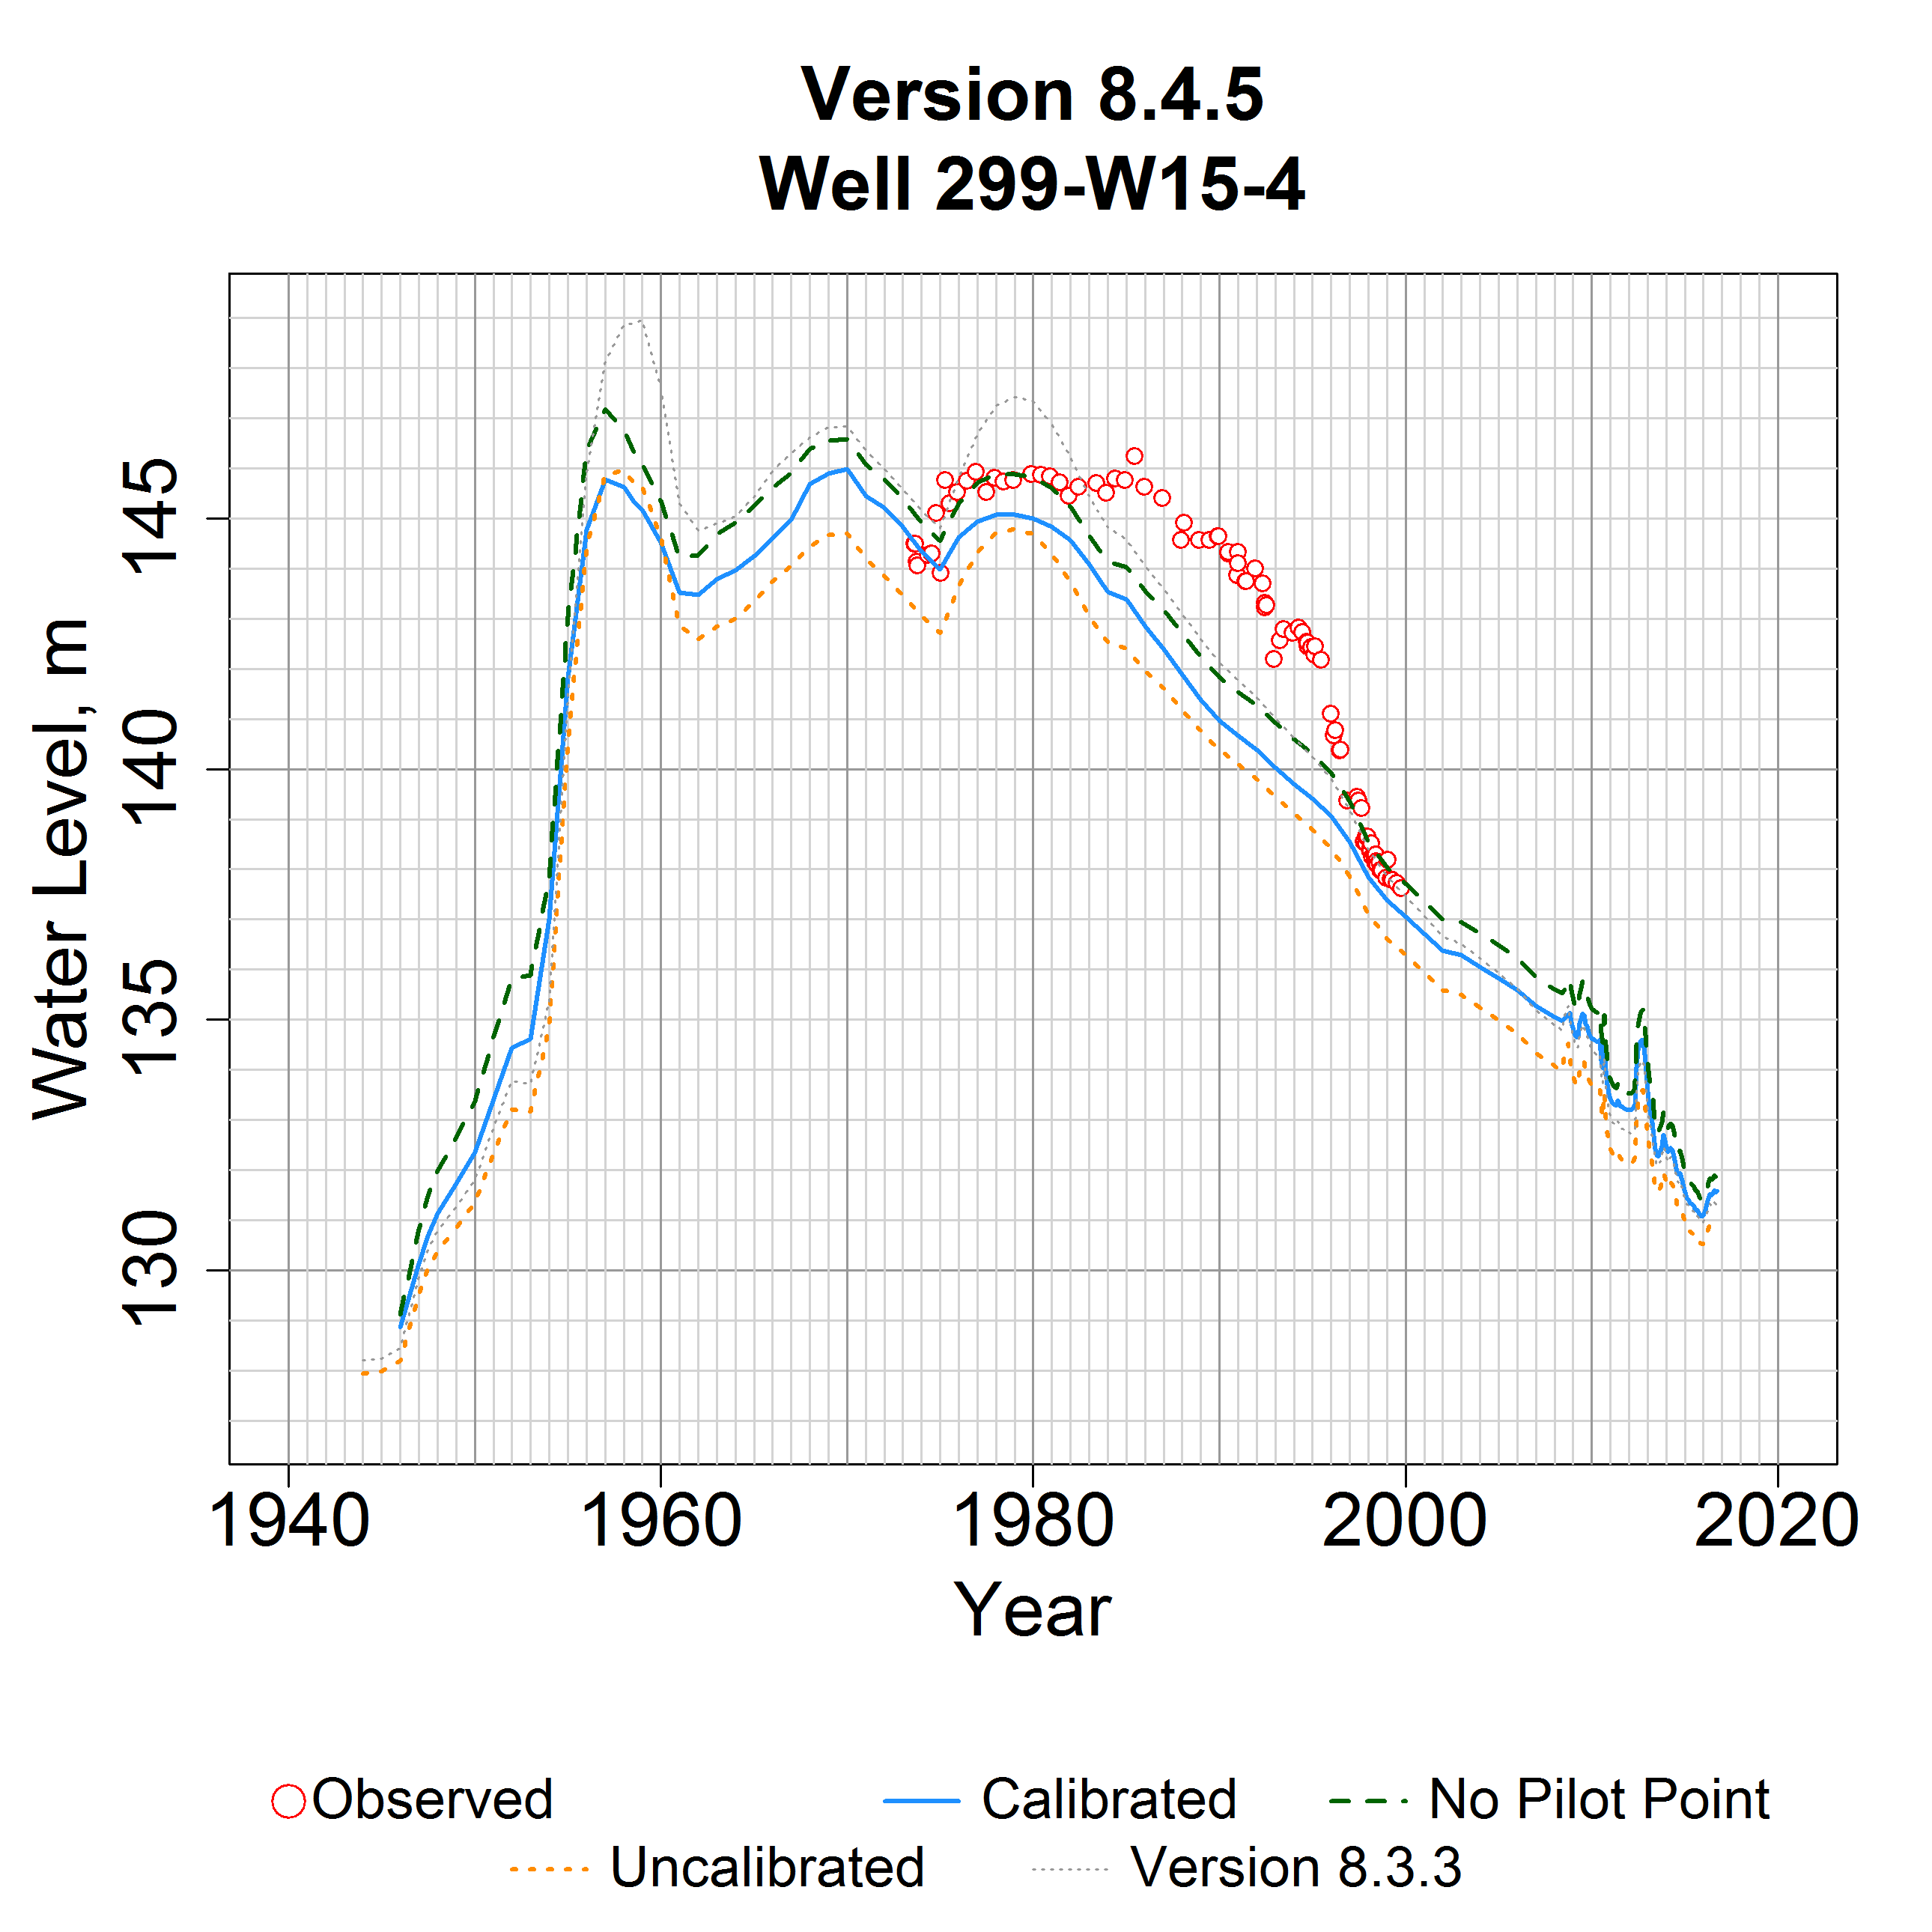 Version 8.4.5
Well 299-W15-4
Water Level, m
145
140
135
130
1940 1960 1980 2000 2020
Year
Observed Calibrated No Pilot Point
Uncalibrated Version 8.3.3